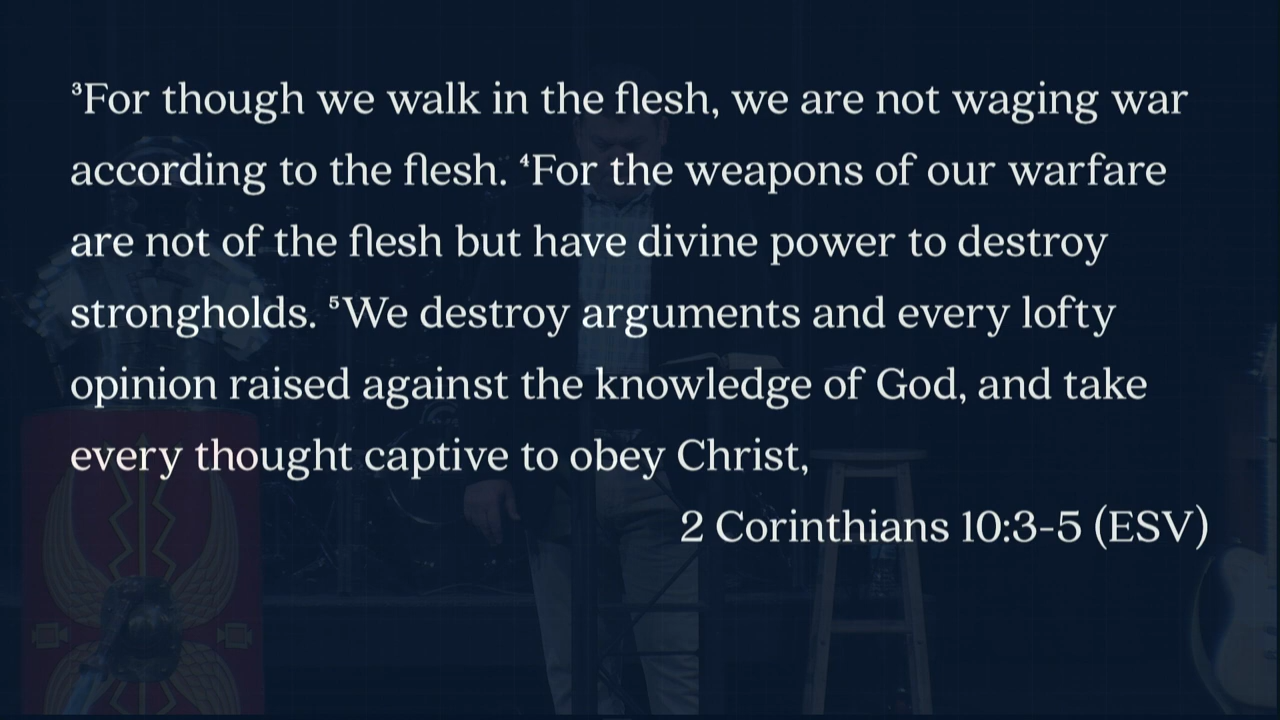 ³For though we walk in the flesh, we are not waging war
according to the flesh. ⁴For the weapons of our warfare
are not of the flesh but have divine power to destroy
strongholds. ⁵We destroy arguments and every lofty
opinion raised against the knowledge of God, and take
every thought captive to obey Christ,
2 Corinthians 10:3-5 (ESV)